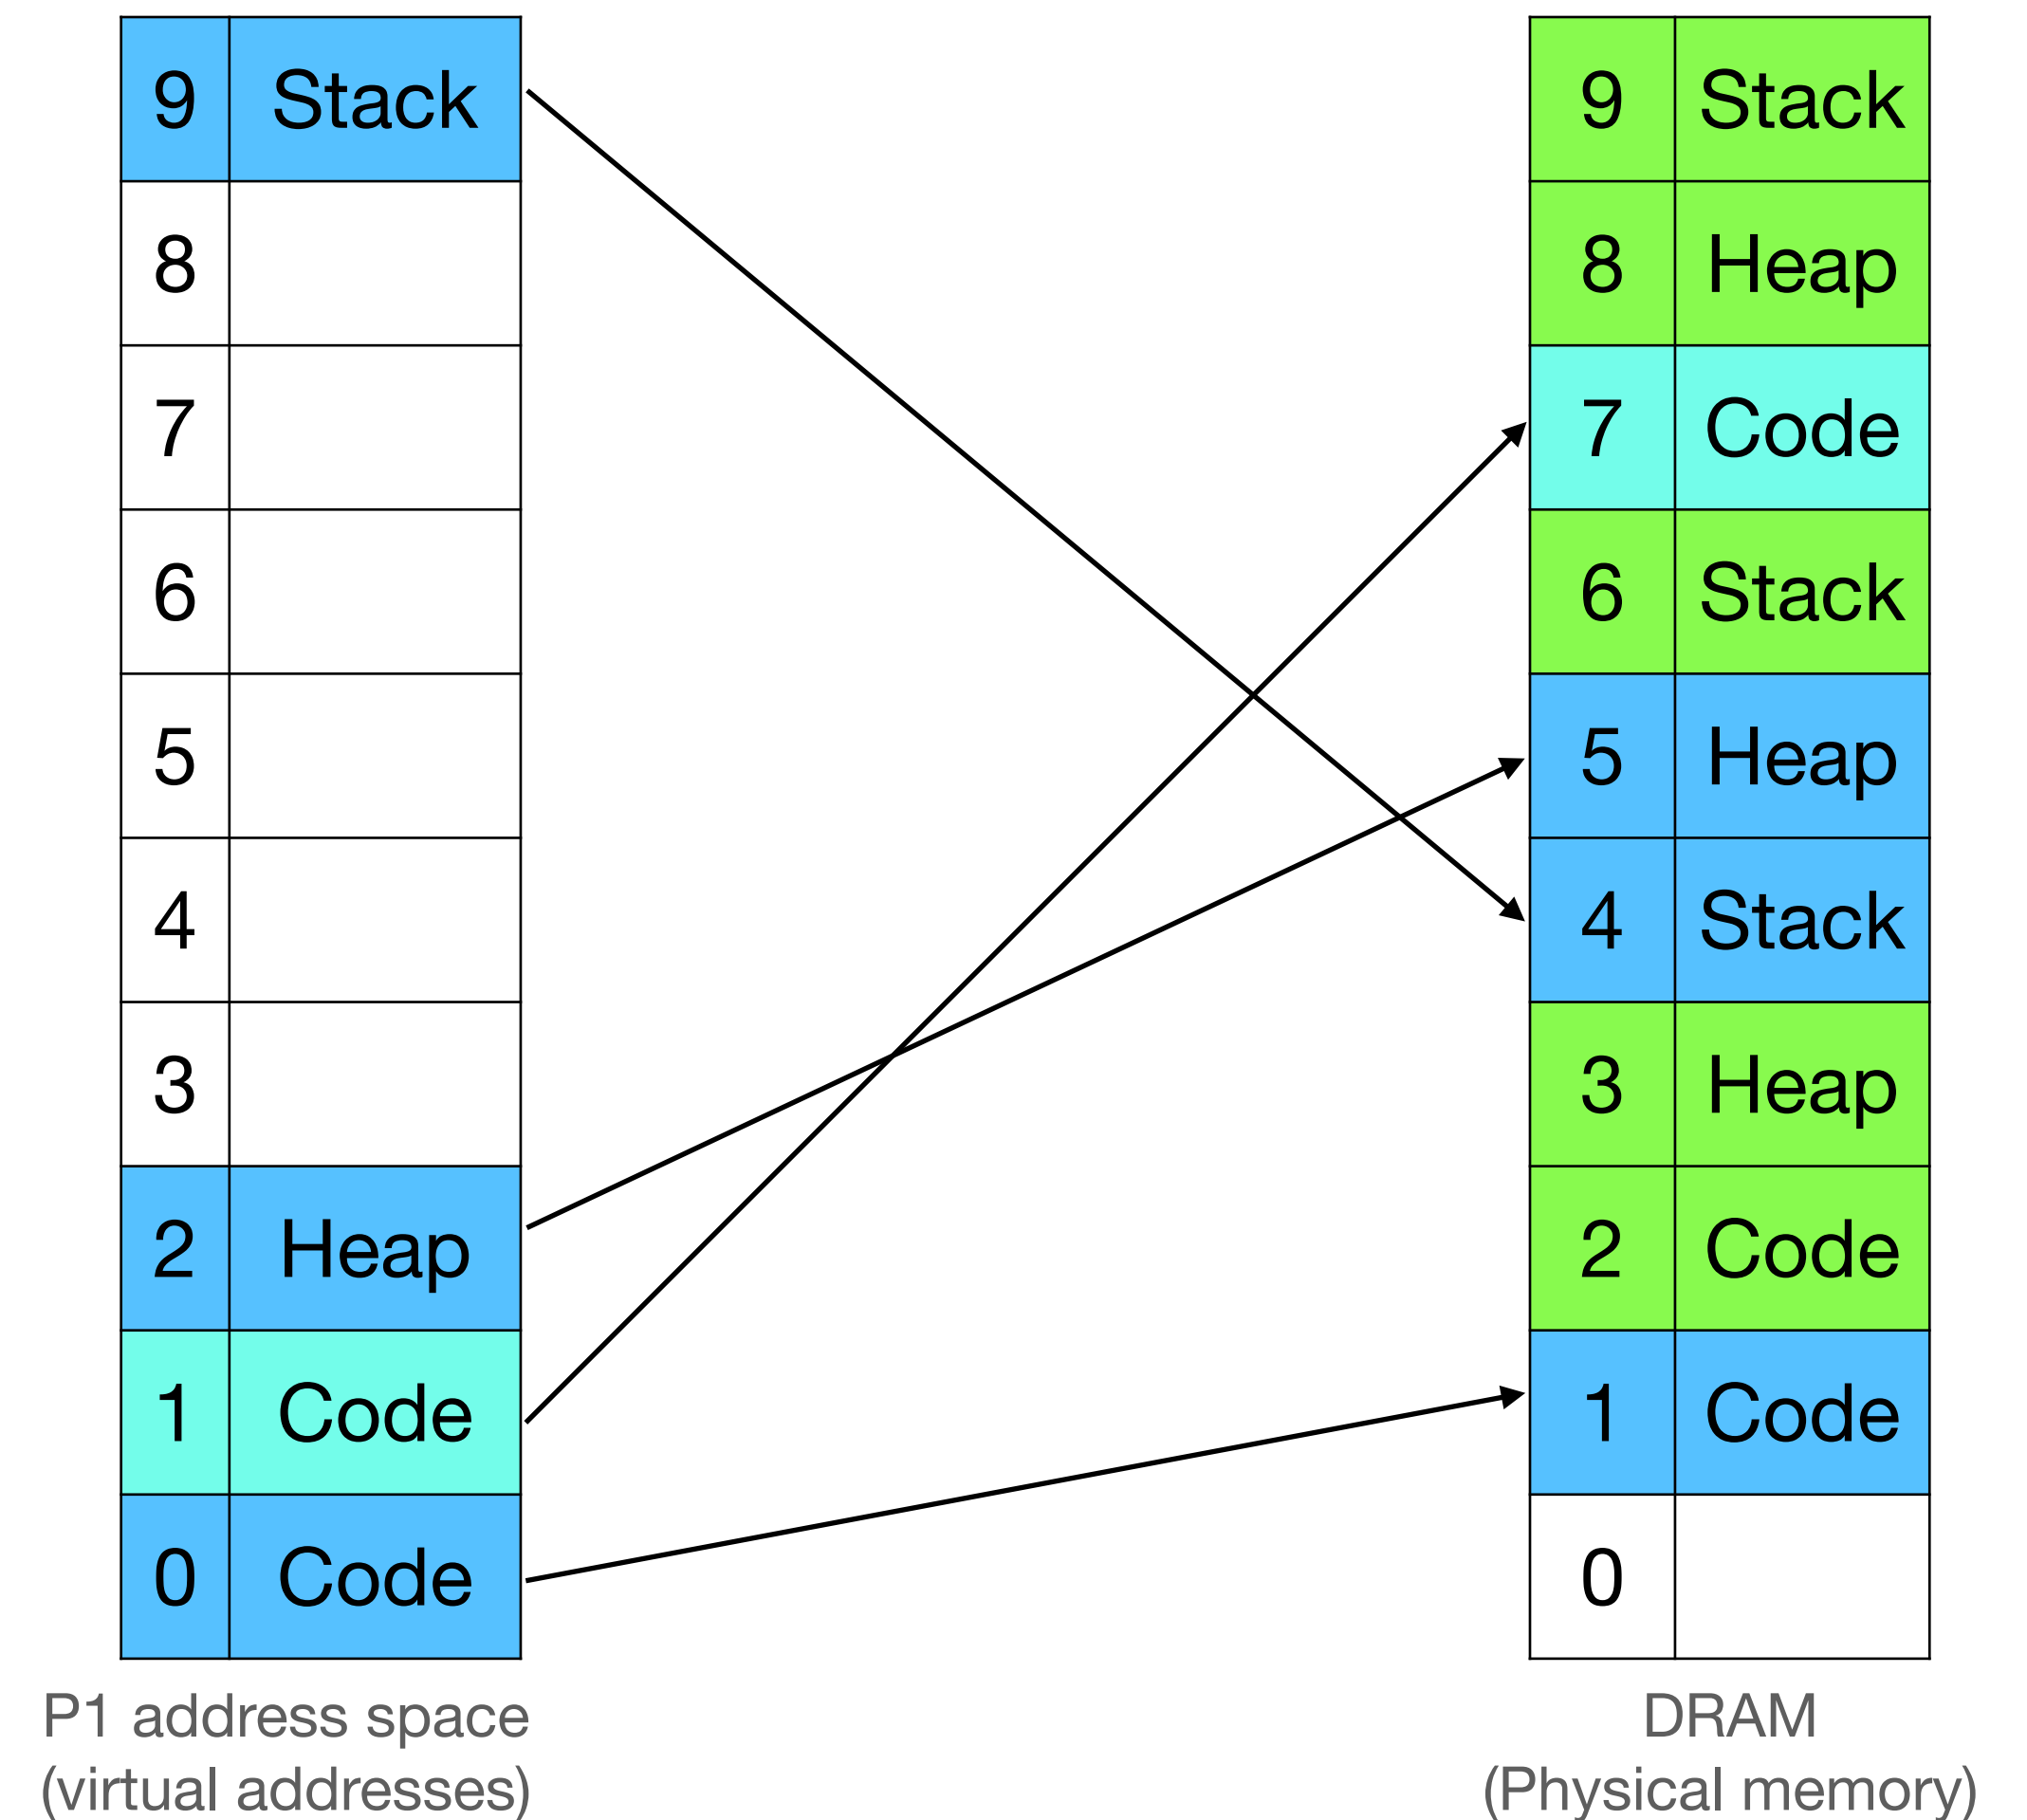 9 Stack
8
7
6
5
4
3
2 Heap
1 Code
0 Code
P1 address space
(virtual addresses)
9 Stack
8 Heap
7 Code
6 Stack
5 Heap
4 Stack
3 Heap
2 Code
1 Code
0
DRAM
(Physical memory)